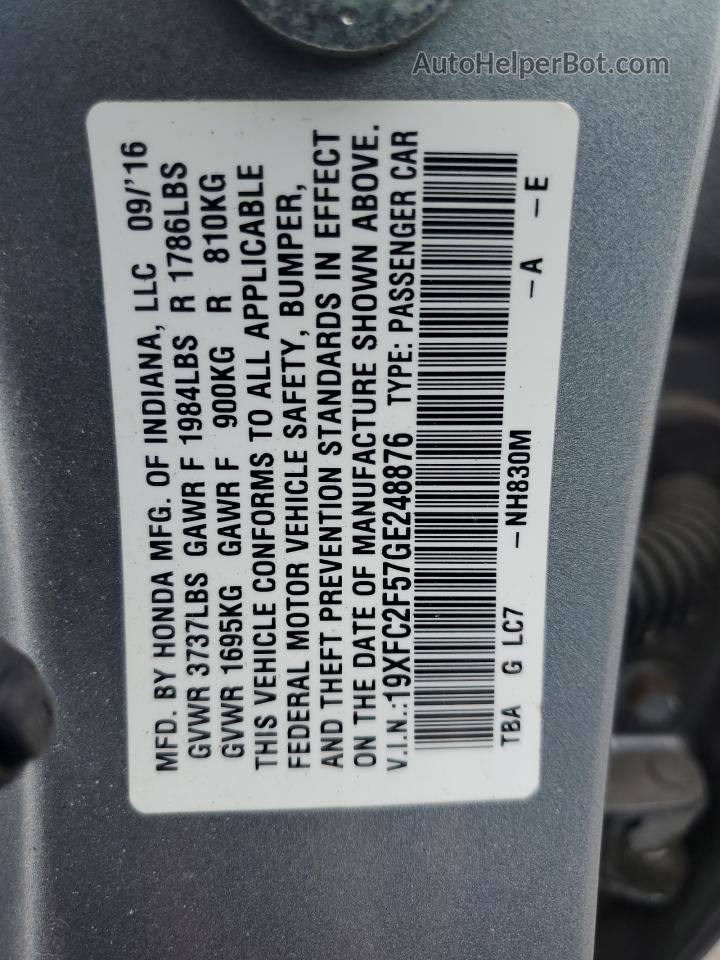 AutoHelperBot.com
MFD. BY HONDA MFG. OF INDIANA, LLC 09/'16
GVWR 3737LBS GAWR F 1984LBS R 1786LBS
GVWR 1695KG GAWR F 900KG R 810KG
THIS VEHICLE CONFORMS TO ALL APPLICABLE
FEDERAL MOTOR VEHICLE SAFETY, BUMPER,
AND THEFT PREVENTION STANDARDS IN EFFECT
ON THE DATE OF MANUFACTURE SHOWN ABOVE.
V.I.N.:19XFC2F57GE248876 TYPE: PASSENGER CAR
TBA G LC7 -NH830M -A -E